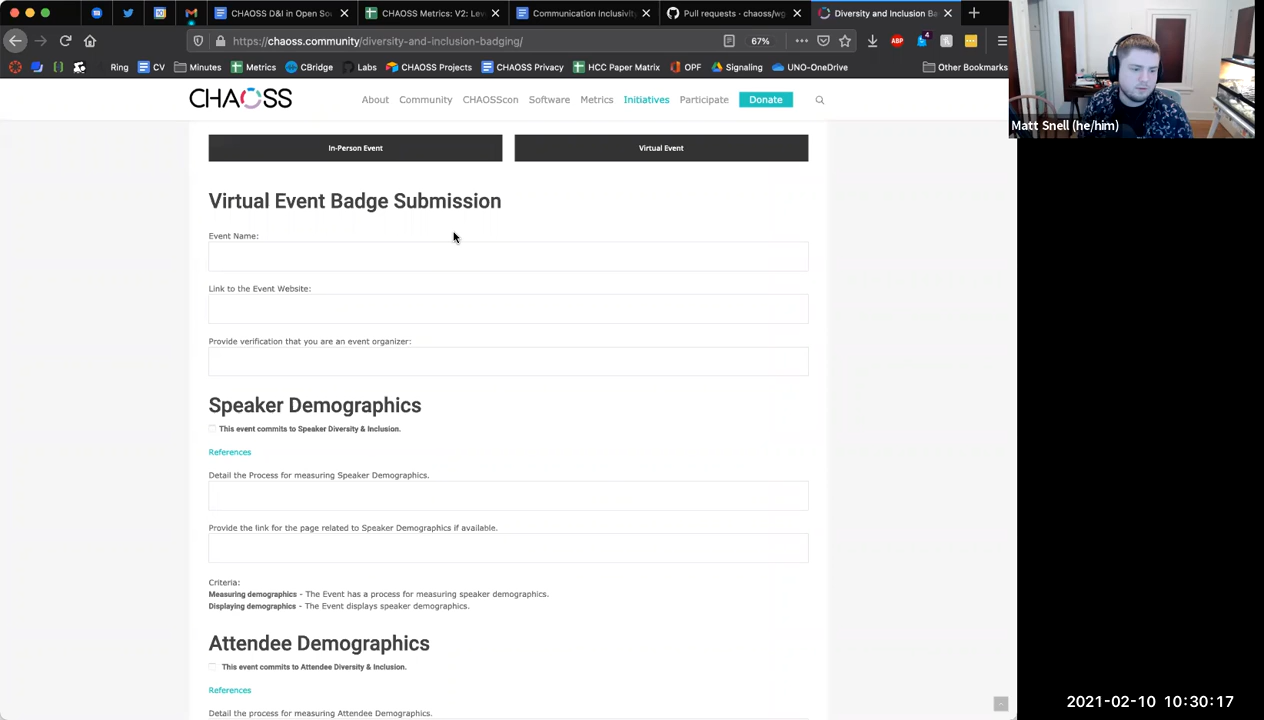 CHAOSS D&I in Open So
CHAOSS Metrics: V2: Lev
Communication Inclusivit
Pull requests · chaoss/wg
Diversity and Inclusion Ba
https://chaoss.community/diversity-and-inclusion-badging/
67%
ABP
4
Ring
CV
Minutes
Metrics
CBridge
Labs
CHAOSS Projects
CHAOSS Privacy
HCC Paper Matrix
OPF
Signaling
UNO-OneDrive
Other Bookmarks
Matt Snell (he/him)
CHAOSS
About
Community
CHAOSScon
Software
Metrics
Initiatives
Participate
Donate
In-Person Event
Virtual Event
Virtual Event Badge Submission
Event Name:
Link to the Event Website:
Provide verification that you are an event organizer:
Speaker Demographics
This event commits to Speaker Diversity & Inclusion.
References
Detail the Process for measuring Speaker Demographics.
Provide the link for the page related to Speaker Demographics if available.
Criteria:
Measuring demographics - The Event has a process for measuring speaker demographics.
Displaying demographics - The Event displays speaker demographics.
Attendee Demographics
This event commits to Attendee Diversity & Inclusion.
References
Detail the process for measuring Attendee Demographics.
2021-02-10 10:30:17